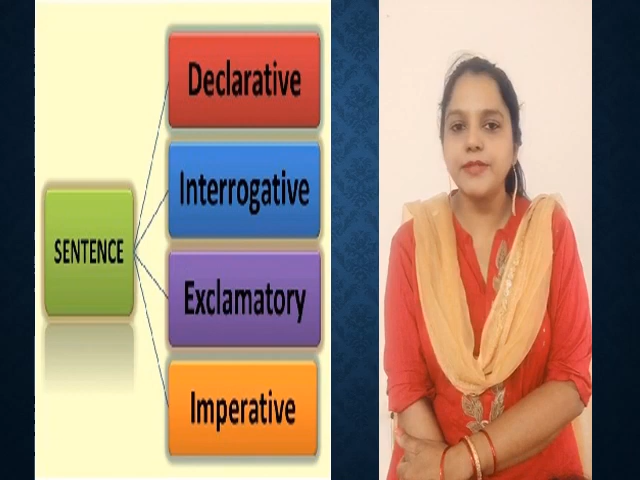 SENTENCE
Declarative
Interrogative
Exclamatory
Imperative